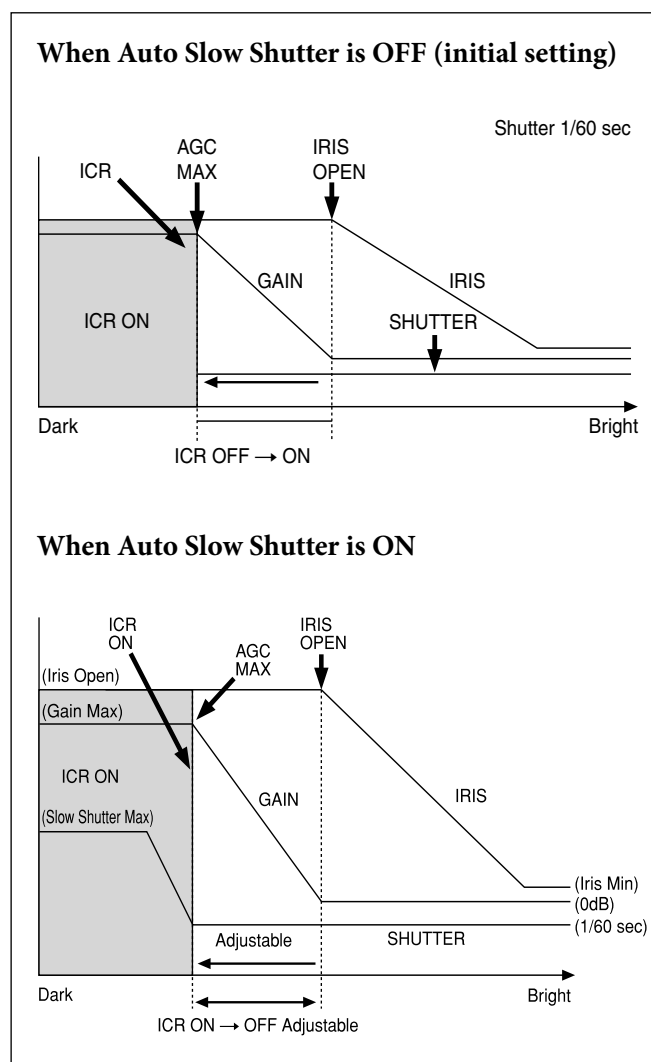 When Auto Slow Shutter is OFF (initial setting)
Shutter 1/60 sec
AGC
MAX
IRIS
OPEN
ICR
GAIN
IRIS
SHUTTER
ICR ON
Dark
Bright
ICR OFF → ON
When Auto Slow Shutter is ON
ICR
ON
IRIS
OPEN
AGC
MAX
(Iris Open)
(Gain Max)
ICR ON
GAIN
IRIS
(Slow Shutter Max)
(Iris Min)
(0dB)
(1/60 sec)
Adjustable
SHUTTER
Dark
Bright
ICR ON → OFF Adjustable